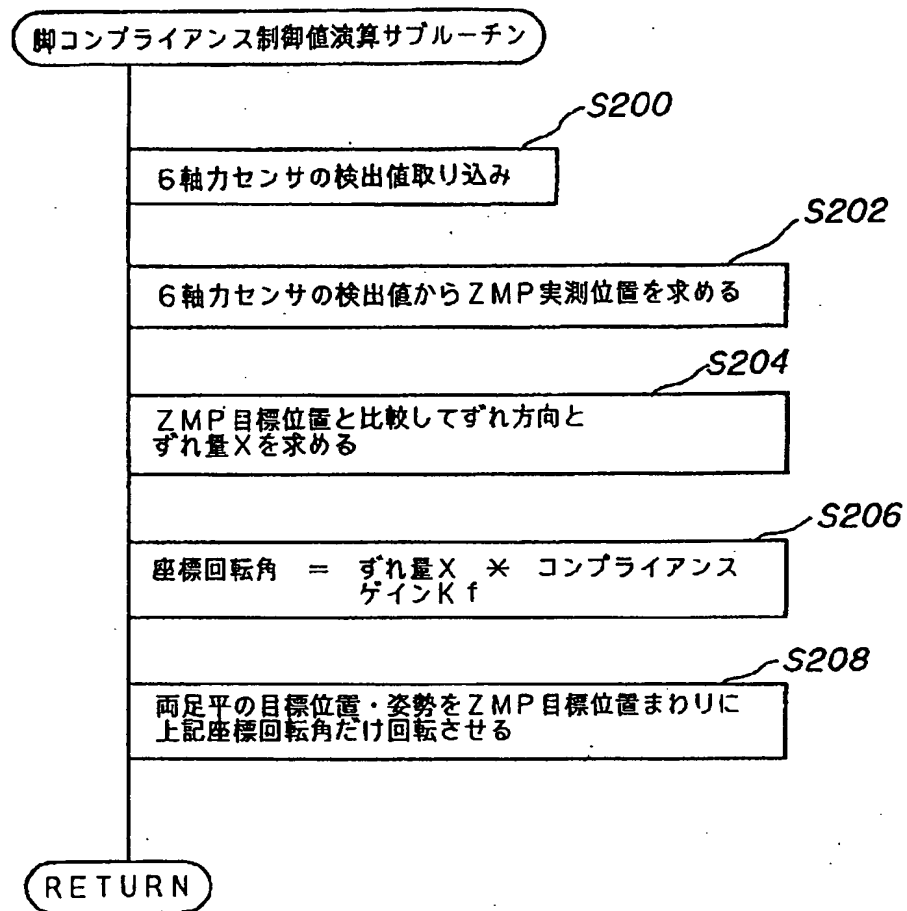 脚コンプライアンス制御値演算サブルーチン
S200
6軸力センサの検出値取り込み
S202
6軸力センサの検出値からZMP実測位置を求める
S204
ZMP目標位置と比較してずれ方向と
ずれ量Xを求める
S206
座標回転角 = ずれ量X * コンプライアンス
ゲインKf
S208
両足平の目標位置・姿勢をZMP目標位置まわりに
上記座標回転角だけ回転させる
RETURN